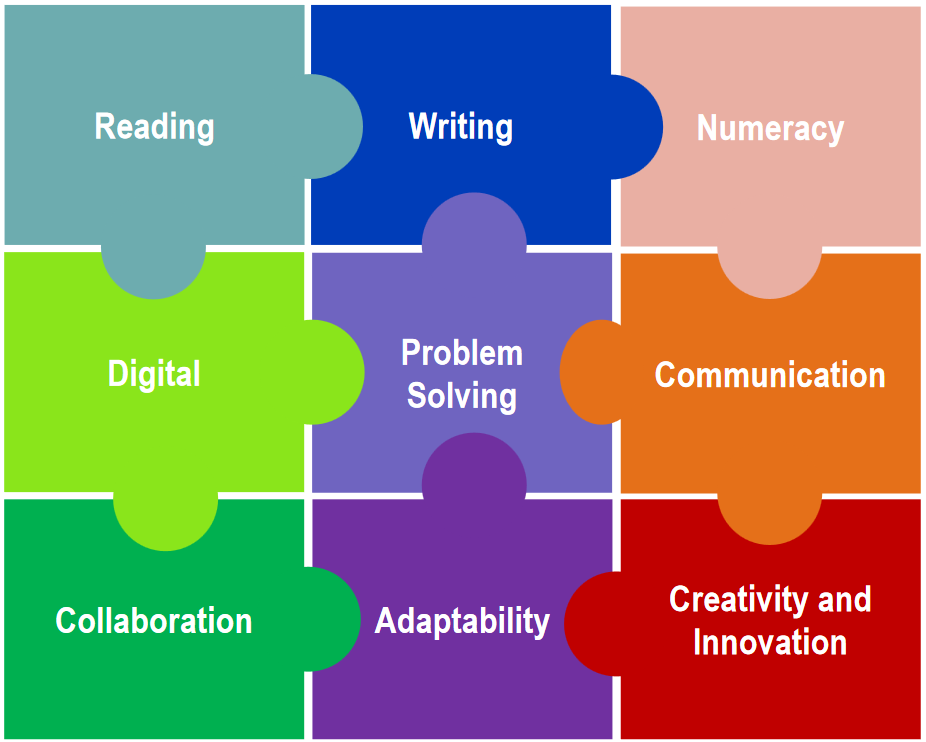 Reading
Writing
Numeracy
Digital
Problem
Solving
Communication
Collaboration
Adaptability
Creativity and
Innovation